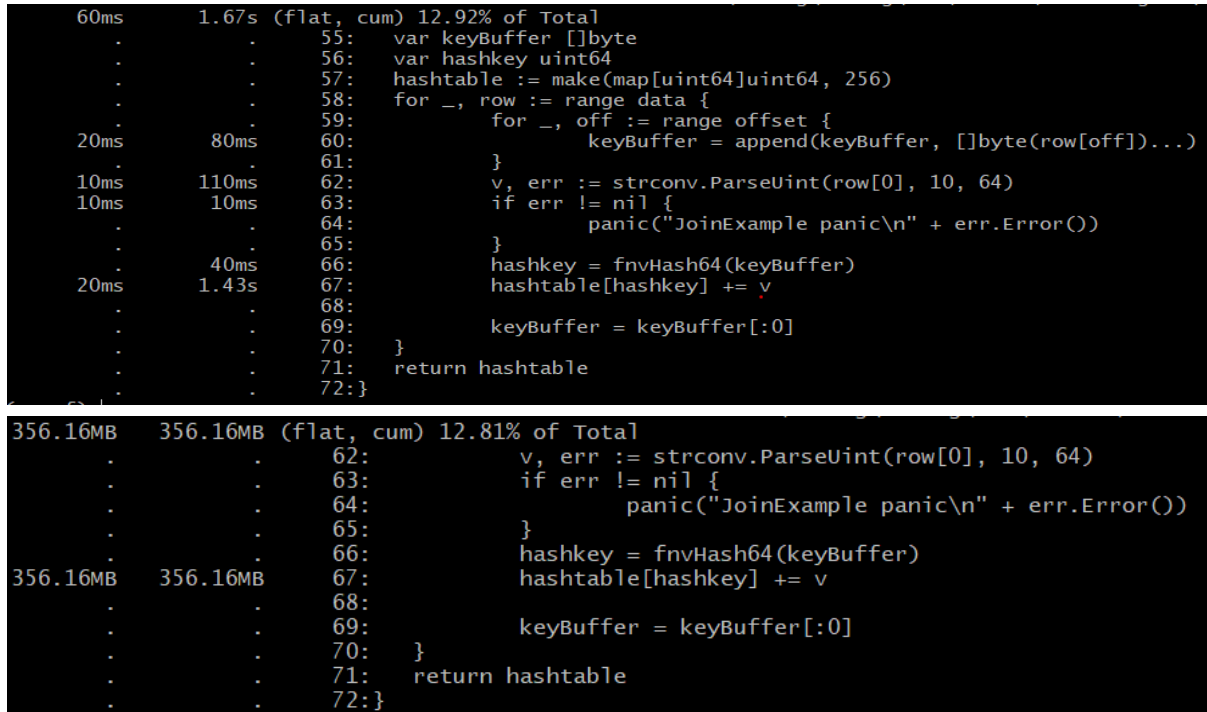 60ms 1.67s (flat, cum) 12.92% of Total
. . 55: var keyBuffer []byte
. . 56: var hashkey uint64
. . 57: hashtable := make(map[uint64]uint64, 256)
. . 58: for _, row := range data {
. . 59: for _, off := range offset {
20ms 80ms 60: keyBuffer = append(keyBuffer, []byte(row[off])...)
. . 61: }
10ms 110ms 62: v, err := strconv.ParseUint(row[0], 10, 64)
10ms 10ms 63: if err != nil {
. . 64: panic("JoinExample panic\n" + err.Error())
. . 65: }
. 40ms 66: hashkey = fnvHash64(keyBuffer)
20ms 1.43s 67: hashtable[hashkey] += v
. . 68:
. . 69: keyBuffer = keyBuffer[:0]
. . 70: }
. . 71: return hashtable
. . 72:}
356.16MB 356.16MB (flat, cum) 12.81% of Total
. . 62: v, err := strconv.ParseUint(row[0], 10, 64)
. . 63: if err != nil {
. . 64: panic("JoinExample panic\n" + err.Error())
. . 65: }
. . 66: hashkey = fnvHash64(keyBuffer)
356.16MB 356.16MB 67: hashtable[hashkey] += v
. . 68:
. . 69: keyBuffer = keyBuffer[:0]
. . 70: }
. . 71: return hashtable
. . 72:}